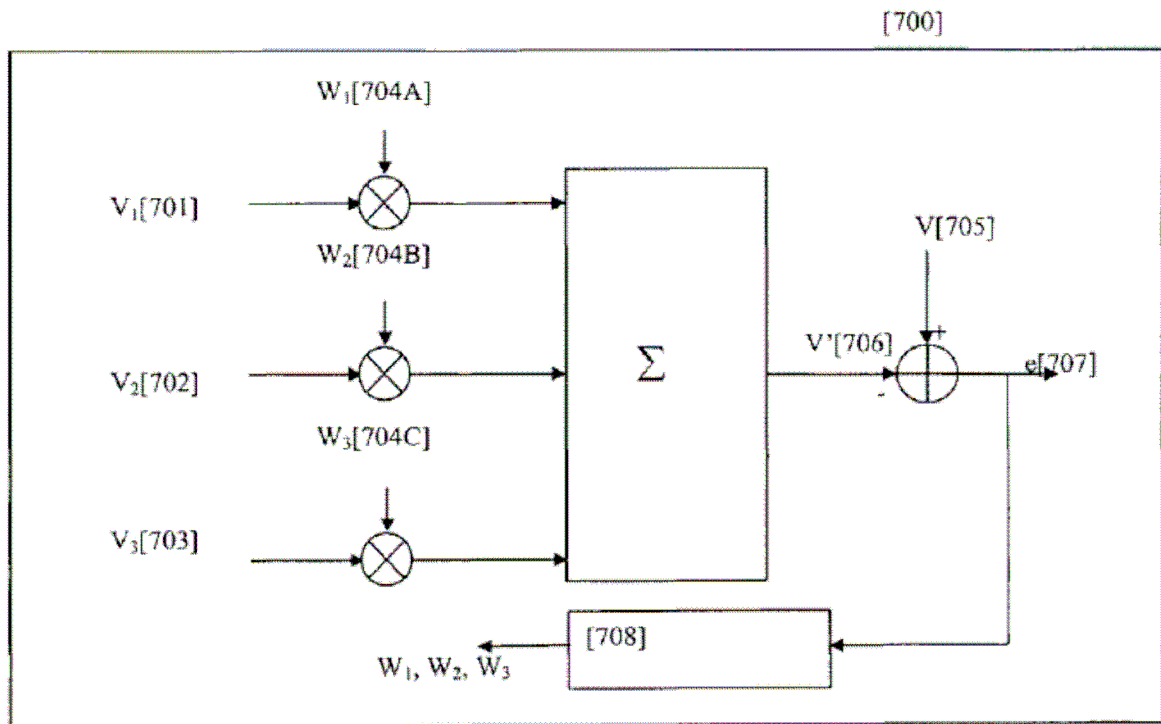 [700]
W₁[704A]
V₁[701]
W₂[704B]
V[705]
V'[706]
+
Σ
-
e[707]
V₂[702]
W₃[704C]
V₃[703]
[708]
W₁, W₂, W₃